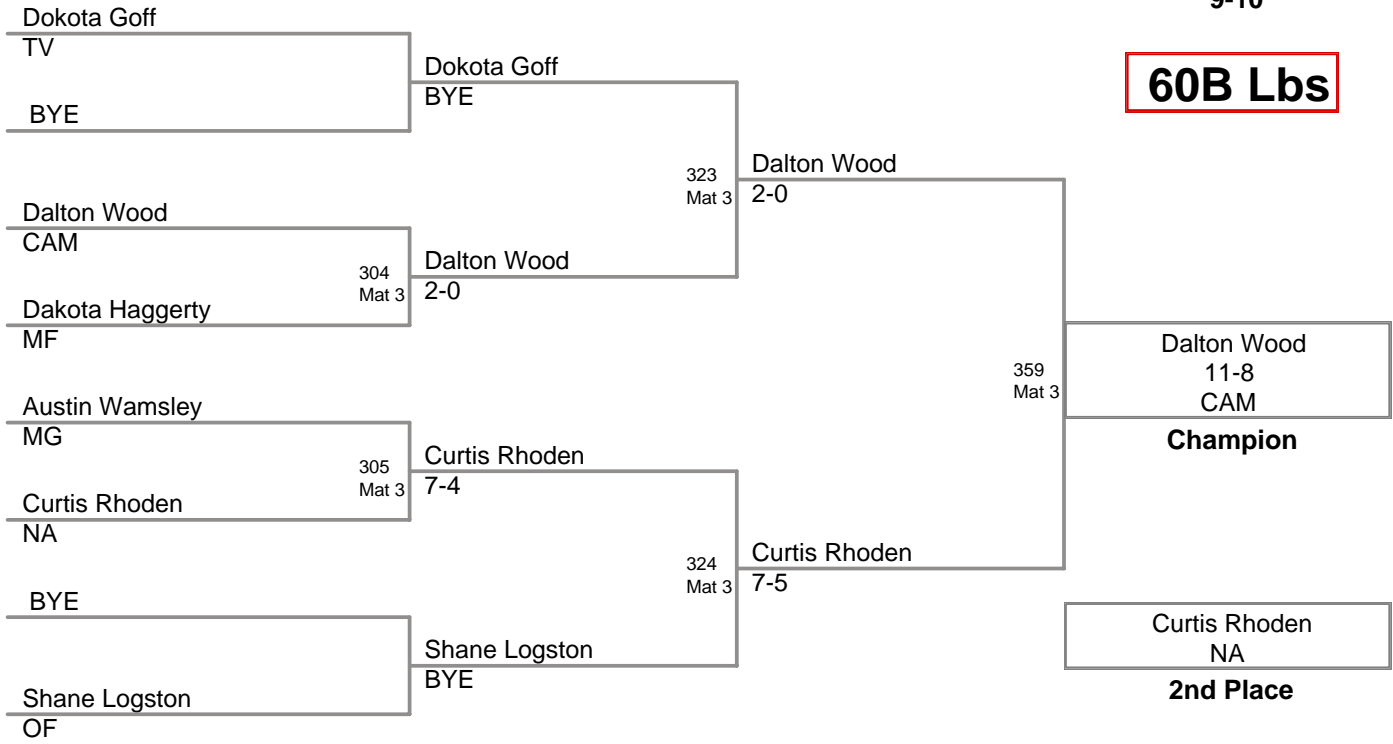 9-10
60B Lbs
Dokota Goff
TV
BYE
Dalton Wood
CAM
Dakota Haggerty
MF
Austin Wamsley
MG
Curtis Rhoden
NA
BYE
Shane Logston
OF
Dokota Goff
BYE
304
Mat 3
Dalton Wood
2-0
305
Mat 3
Curtis Rhoden
7-4
Shane Logston
BYE
323
Mat 3
Dalton Wood
2-0
324
Mat 3
Curtis Rhoden
7-5
359
Mat 3
Dalton Wood
11-8
CAM
Champion
Curtis Rhoden
NA
2nd Place